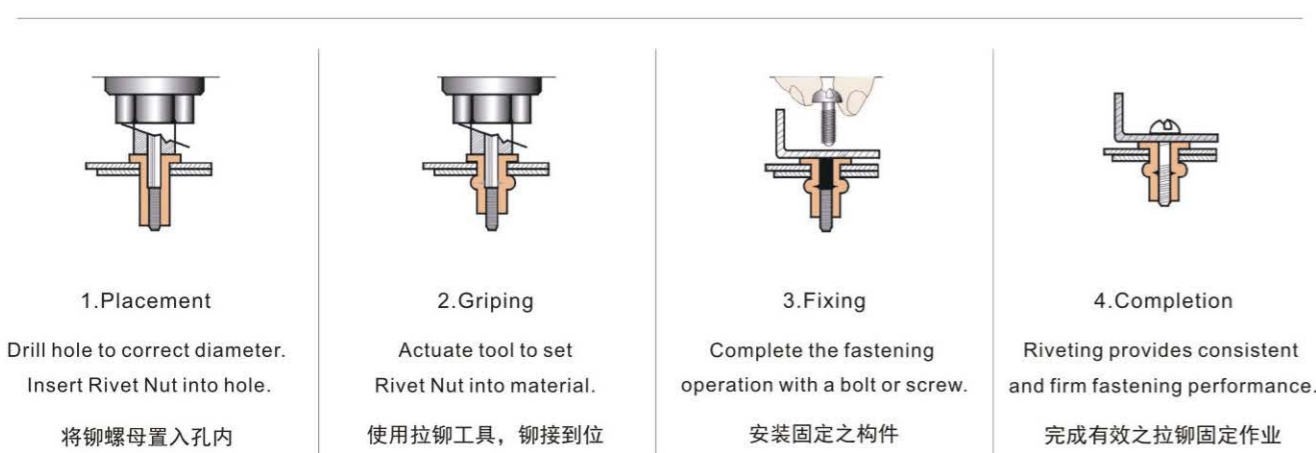 1.Placement
Drill hole to correct diameter.
Insert Rivet Nut into hole.
将铆螺母置入孔内
2.Griping
Actuate tool to set
Rivet Nut into material.
使用拉铆工具，铆接到位
3.Fixing
Complete the fastening
operation with a bolt or screw.
安装固定之构件
4.Completion
Riveting provides consistent
and firm fastening performance.
完成有效之拉铆固定作业